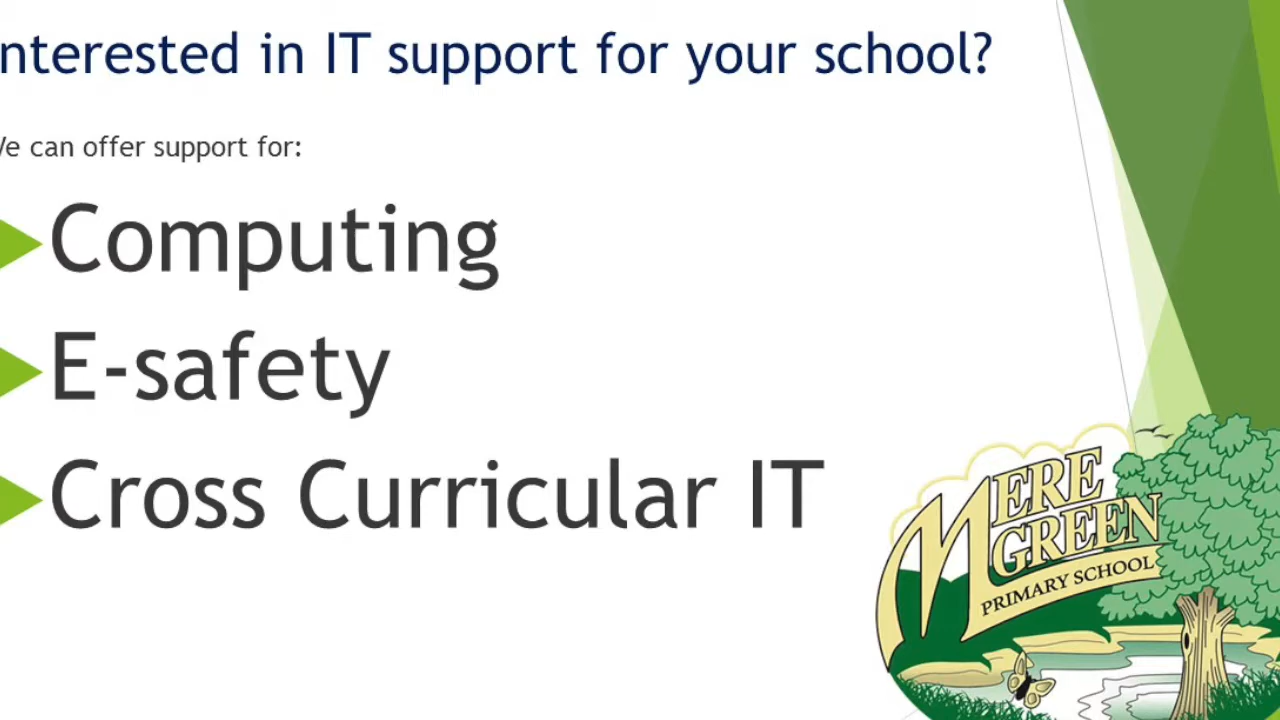 nterested in IT support for your school?
We can offer support for:
Computing
E-safety
Cross Curricular IT
MERE
GREEN
PRIMARY SCHOOL